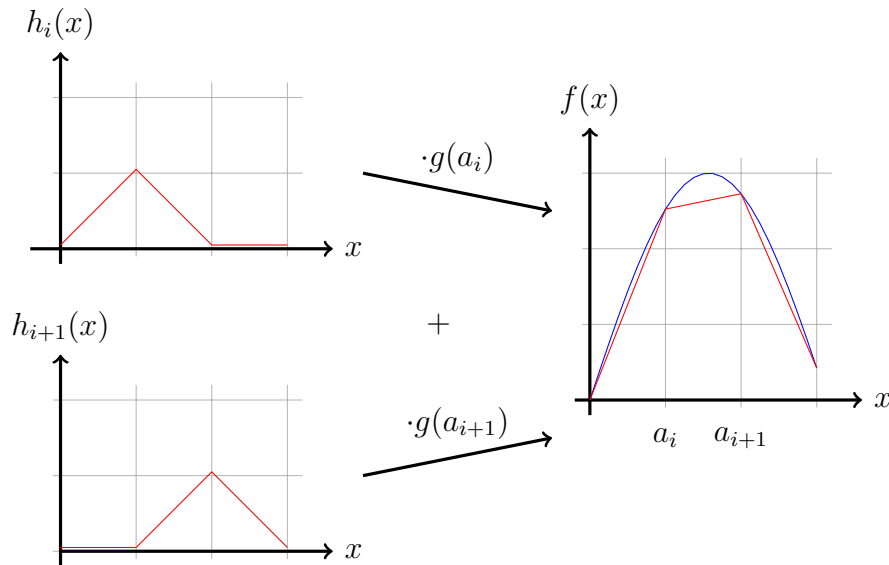 h_i(x)
x
·g(a_i)
h_{i+1}(x)
x
+
·g(a_{i+1})
f(x)
x
a_i a_{i+1}